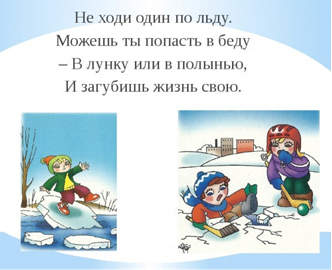 Не ходи один по льду.
Можешь ты попасть в беду
– В лунку или в полынью,
И загубишь жизнь свою.